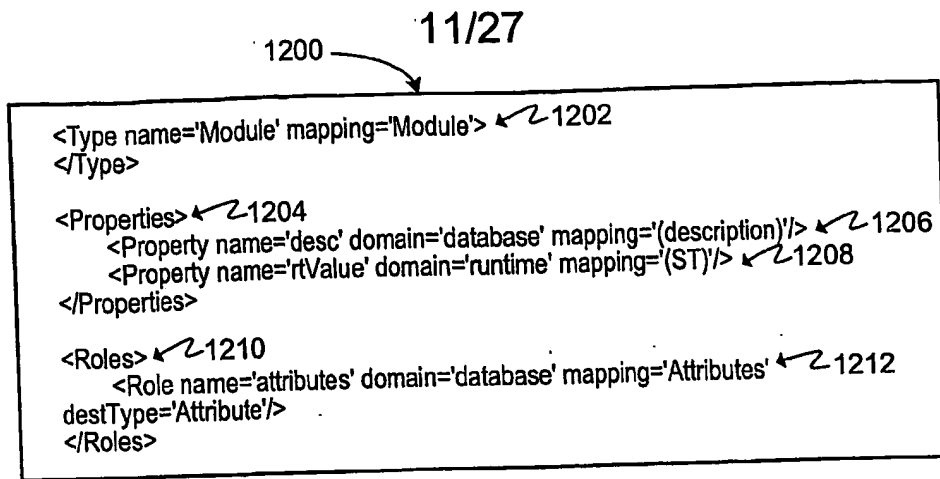 11/27
1200
<Type name='Module' mapping='Module'> 1202
</Type>
<Properties> 1204
<Property name='desc' domain='database' mapping='(description)'/> 1206
<Property name='rtValue' domain='runtime' mapping='(ST)'/> 1208
</Properties>
<Roles> 1210
<Role name='attributes' domain='database' mapping='Attributes' 1212
destType='Attribute'/>
</Roles>